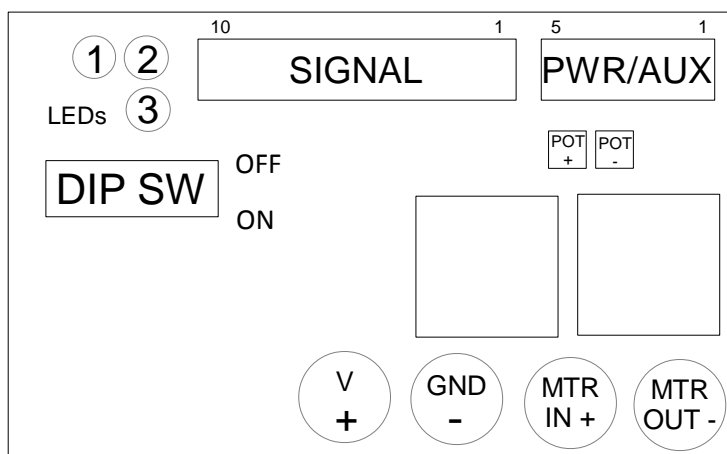 10 1 5 1
1 2 SIGNAL PWR/AUX
LEDs 3
POT + POT -
OFF
DIP SW
ON
V
+
GND
-
MTR
IN +
MTR
OUT -